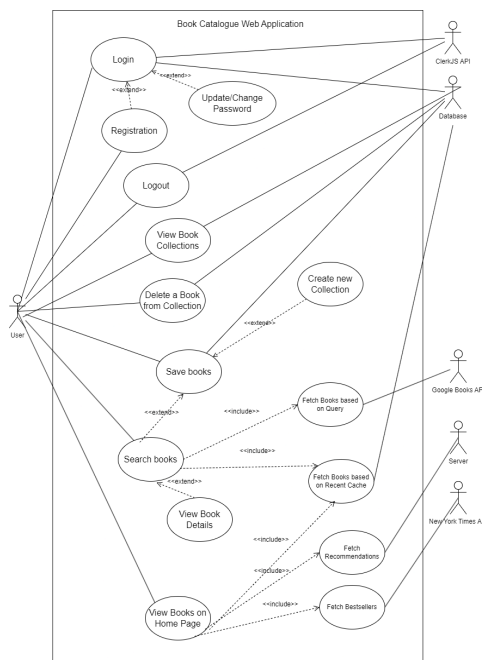 Book Catalogue Web Application
ClerkJS API
Login
<<extend>>
<<extend>>
Update/Change
Password
Database
Registration
Logout
View Book
Collections
Create new
Collection
Delete a Book
from Collection
<<extend>>
User
Save books
Google Books AP
Fetch Books based
on Query
<<extend>>
<<include>>
Search books
<<include>>
Server
<<extend>>
Fetch Books based
on Recent Cache
View Book
Details
New York Times A
<<include>>
Fetch
Recommendations
<<include>>
<<include>>
Fetch Bestsellers
View Books on
Home Page